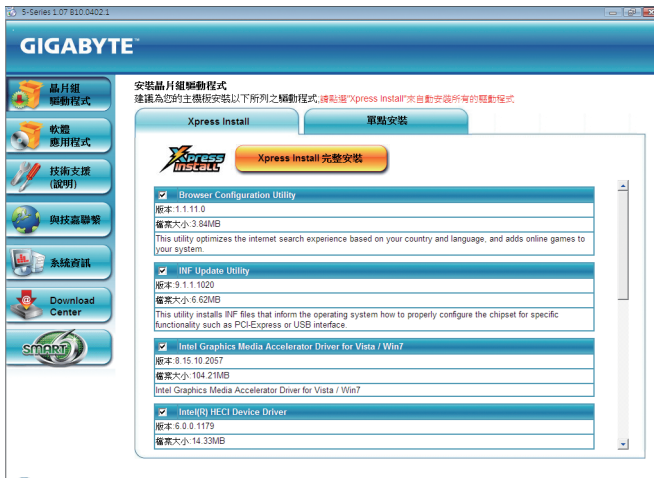 5-Series 1.07 B10.0402.1
GIGABYTE™
晶片組
驅動程式
軟體
應用程式
技術支援
(說明)
與技嘉聯繫
系統資訊
Download
Center
SMART6
安裝晶片組驅動程式
建議為您的主機板安裝以下所列之驅動程式;請點選"Xpress Install"來自動安裝所有的驅動程式
Xpress Install
單點安裝
Xpress
INSTALL
Xpress Install 完整安裝
Browser Configuration Utility
版本:1.1.11.0
檔案大小:3.84MB
This utility optimizes the internet search experience based on your country and language, and adds online games to
your system.
INF Update Utility
版本:9.1.1.1020
檔案大小:6.62MB
This utility installs INF files that inform the operating system how to properly configure the chipset for specific
functionality such as PCI-Express or USB interface.
Intel Graphics Media Accelerator Driver for Vista / Win7
版本:8.15.10.2057
檔案大小:104.21MB
Intel Graphics Media Accelerator Driver for Vista / Win7
Intel(R) HECI Device Driver
版本:6.0.0.1179
檔案大小:14.33MB